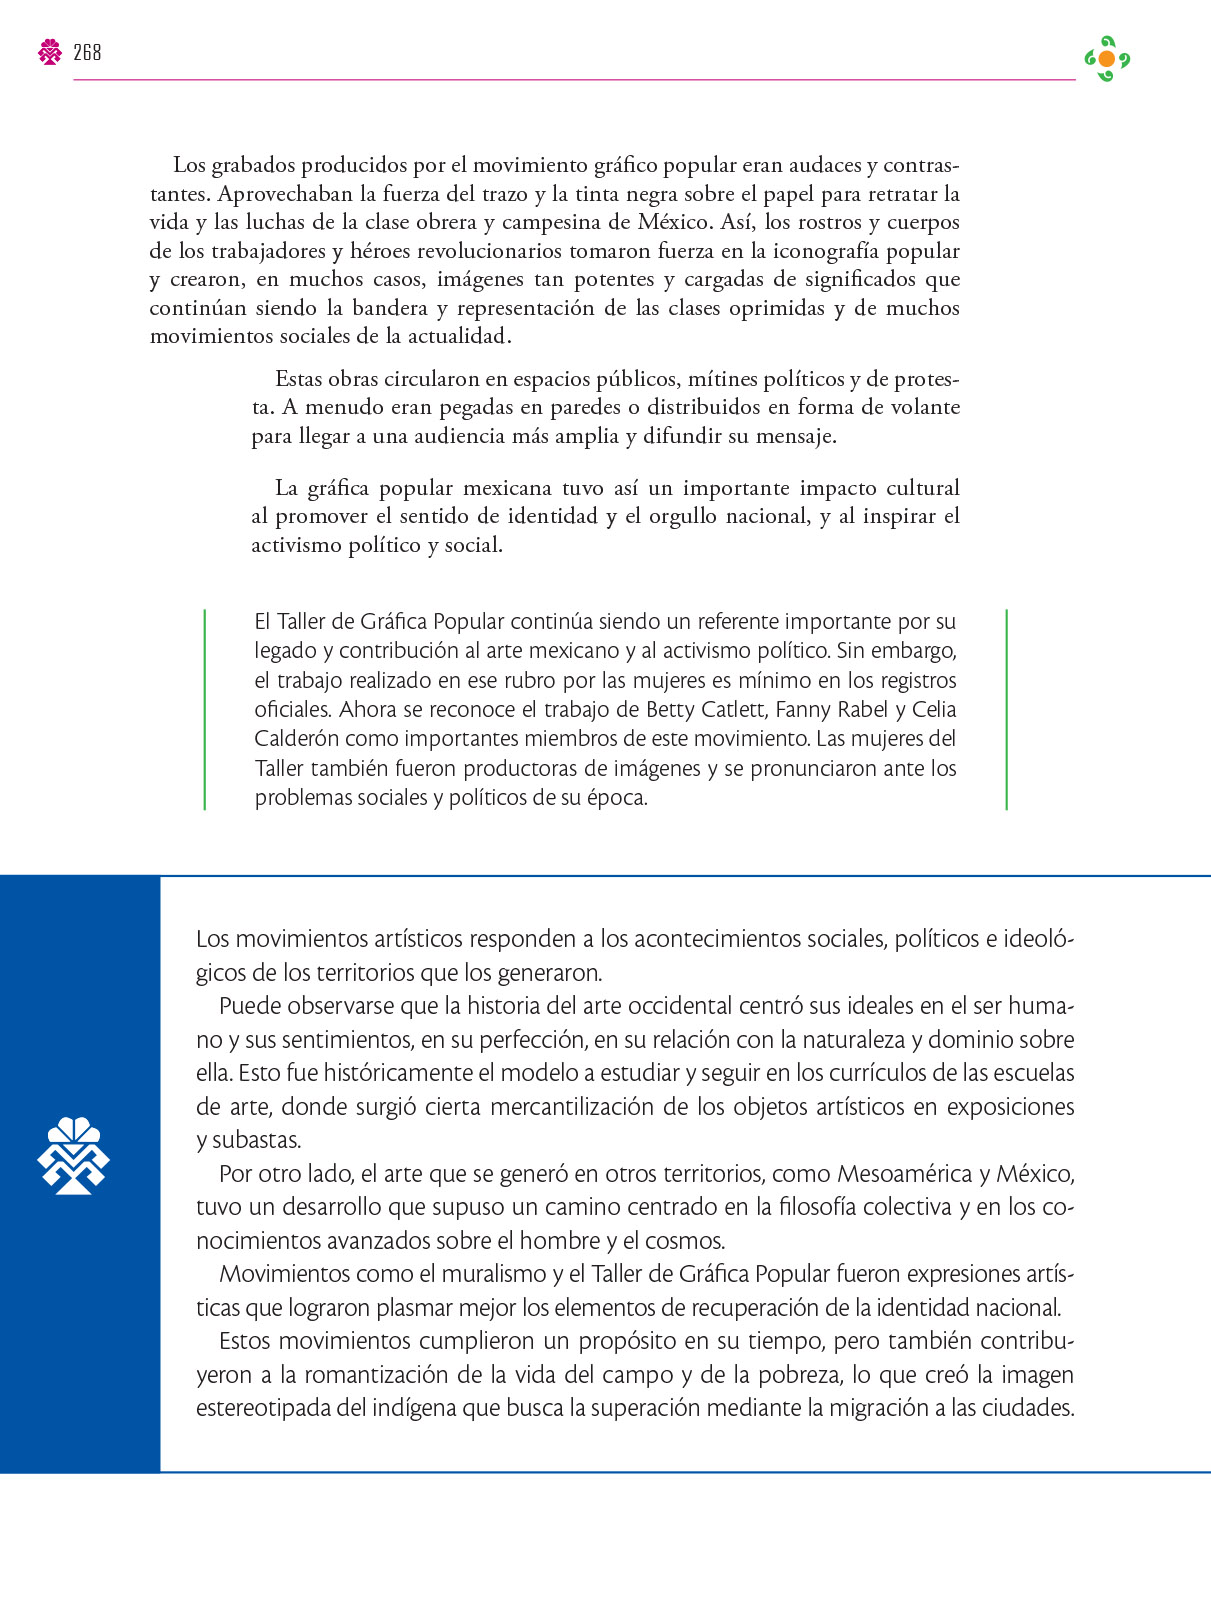 268
Los grabados producidos por el movimiento gráfico popular eran audaces y contras-
tantes. Aprovechaban la fuerza del trazo y la tinta negra sobre el papel para retratar la
vida y las luchas de la clase obrera y campesina de México. Así, los rostros y cuerpos
de los trabajadores y héroes revolucionarios tomaron fuerza en la iconografía popular
y crearon, en muchos casos, imágenes tan potentes y cargadas de significados que
continúan siendo la bandera y representación de las clases oprimidas y de muchos
movimientos sociales de la actualidad.
Estas obras circularon en espacios públicos, mítines políticos y de protes-
ta. A menudo eran pegadas en paredes o distribuidos en forma de volante
para llegar a una audiencia más amplia y difundir su mensaje.
La gráfica popular mexicana tuvo así un importante impacto cultural
al promover el sentido de identidad y el orgullo nacional, y al inspirar el
activismo político y social.
El Taller de Gráfica Popular continúa siendo un referente importante por su
legado y contribución al arte mexicano y al activismo político. Sin embargo,
el trabajo realizado en ese rubro por las mujeres es mínimo en los registros
oficiales. Ahora se reconoce el trabajo de Betty Catlett, Fanny Rabel y Celia
Calderón como importantes miembros de este movimiento. Las mujeres del
Taller también fueron productoras de imágenes y se pronunciaron ante los
problemas sociales y políticos de su época.
Los movimientos artísticos responden a los acontecimientos sociales, políticos e ideoló-
gicos de los territorios que los generaron.
Puede observarse que la historia del arte occidental centró sus ideales en el ser huma-
no y sus sentimientos, en su perfección, en su relación con la naturaleza y dominio sobre
ella. Esto fue históricamente el modelo a estudiar y seguir en los currículos de las escuelas
de arte, donde surgió cierta mercantilización de los objetos artísticos en exposiciones
y subastas.
Por otro lado, el arte que se generó en otros territorios, como Mesoamérica y México,
tuvo un desarrollo que supuso un camino centrado en la filosofía colectiva y en los co-
nocimientos avanzados sobre el hombre y el cosmos.
Movimientos como el muralismo y el Taller de Gráfica Popular fueron expresiones artís-
ticas que lograron plasmar mejor los elementos de recuperación de la identidad nacional.
Estos movimientos cumplieron un propósito en su tiempo, pero también contribu-
yeron a la romantización de la vida del campo y de la pobreza, lo que creó la imagen
estereotipada del indígena que busca la superación mediante la migración a las ciudades.